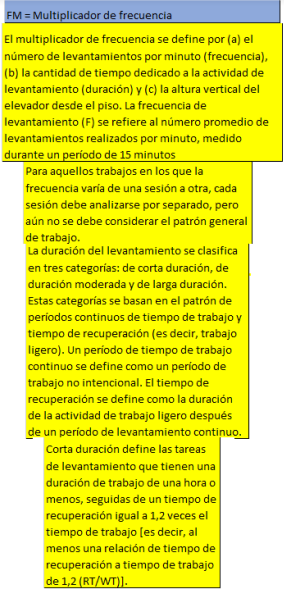 FM = Multiplicador de frecuencia
El multiplicador de frecuencia se define por (a) el
número de levantamientos por minuto (frecuencia),
(b) la cantidad de tiempo dedicado a la actividad de
levantamiento (duración) y (c) la altura vertical del
elevador desde el piso. La frecuencia de
levantamiento (F) se refiere al número promedio de
levantamientos realizados por minuto, medido
durante un período de 15 minutos
Para aquellos trabajos en los que la
frecuencia varía de una sesión a otra, cada
sesión debe analizarse por separado, pero
aún no se debe considerar el patrón general
de trabajo.
La duración del levantamiento se clasifica
en tres categorías: de corta duración, de
duración moderada y de larga duración.
Estas categorías se basan en el patrón de
períodos continuos de tiempo de trabajo y
tiempo de recuperación (es decir, trabajo
ligero). Un período de tiempo de trabajo
continuo se define como un período de
trabajo no intencional. El tiempo de
recuperación se define como la duración
de la actividad de trabajo ligero después
de un período de levantamiento continuo.
Corta duración define las tareas
de levantamiento que tienen una
duración de trabajo de una hora o
menos, seguidas de un tiempo de
recuperación igual a 1,2 veces el
tiempo de trabajo [es decir, al
menos una relación de tiempo de
recuperación a tiempo de trabajo
de 1,2 (RT/WT)].